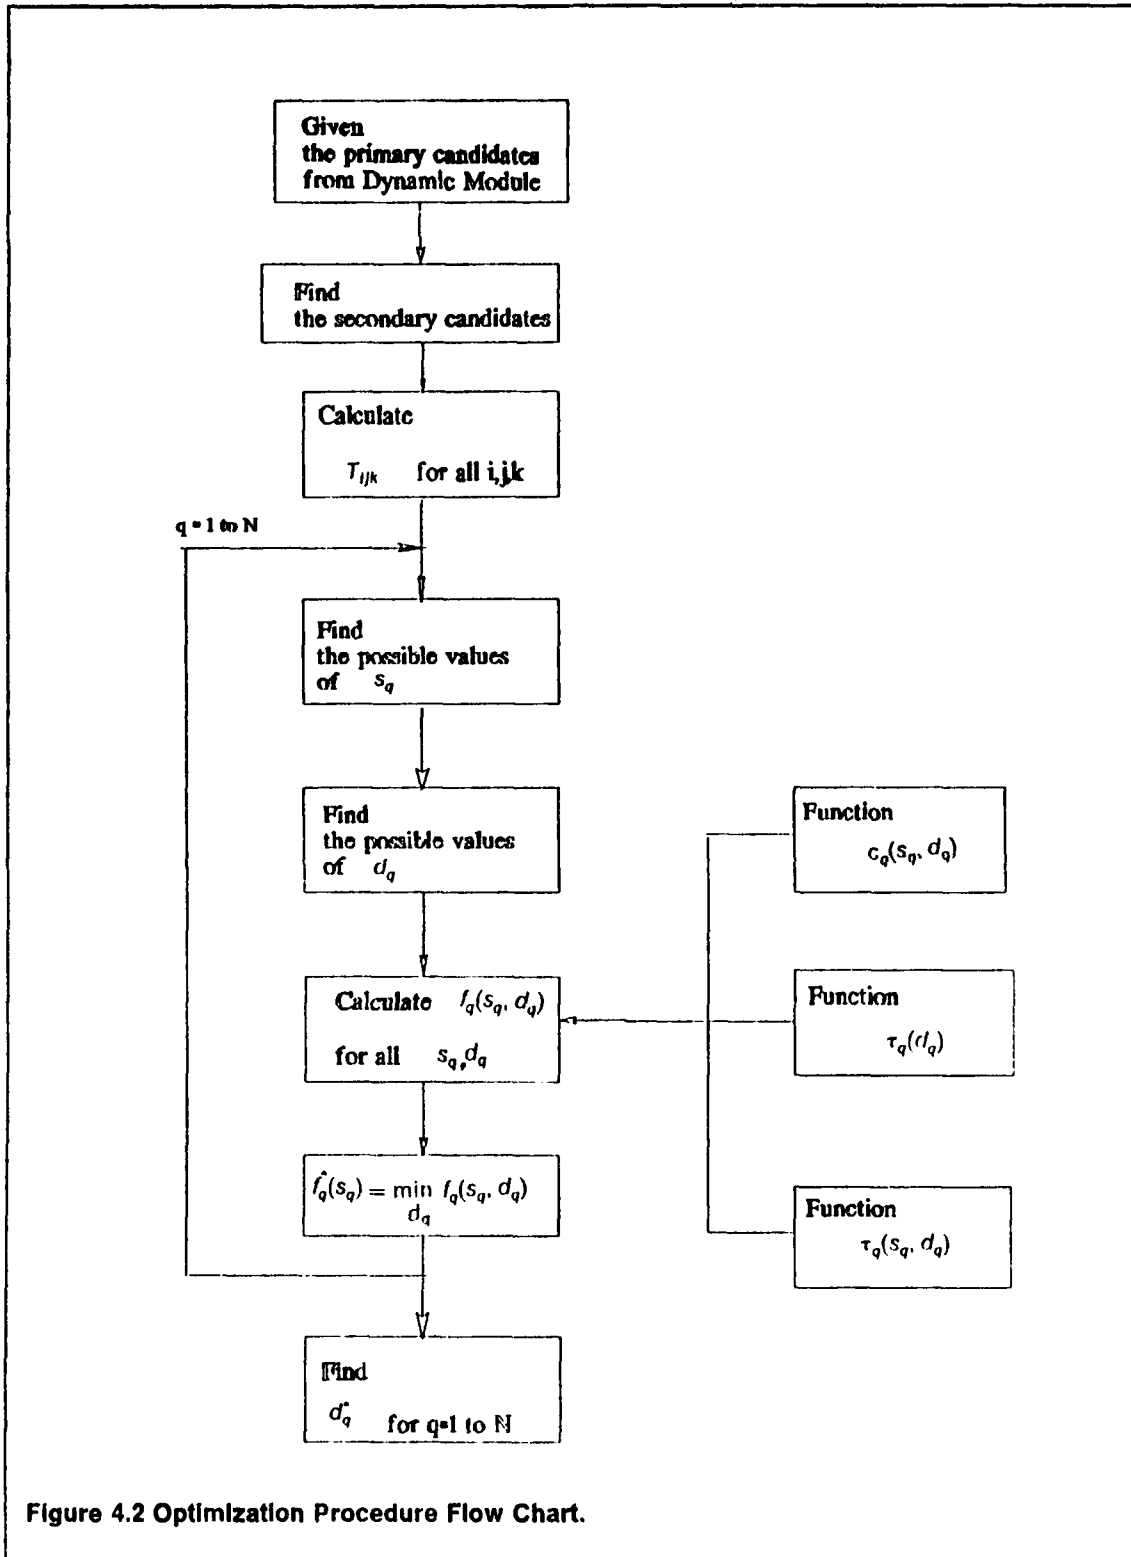 Given
the primary candidates
from Dynamic Module
Find
the secondary candidates
Calculate
T_{ijk} for all i,j,k
q = 1 to N
Find
the possible values
of s_q
Find
the possible values
of d_q
Function
c_q(s_q, d_q)
Calculate f_q(s_q, d_q)
for all s_q, d_q
Function
τ_q(d_q)
f*_q(s_q) = min f_q(s_q, d_q)
d_q
Function
τ_q(s_q, d_q)
Find
d*_q for q=1 to N
Figure 4.2 Optimization Procedure Flow Chart.